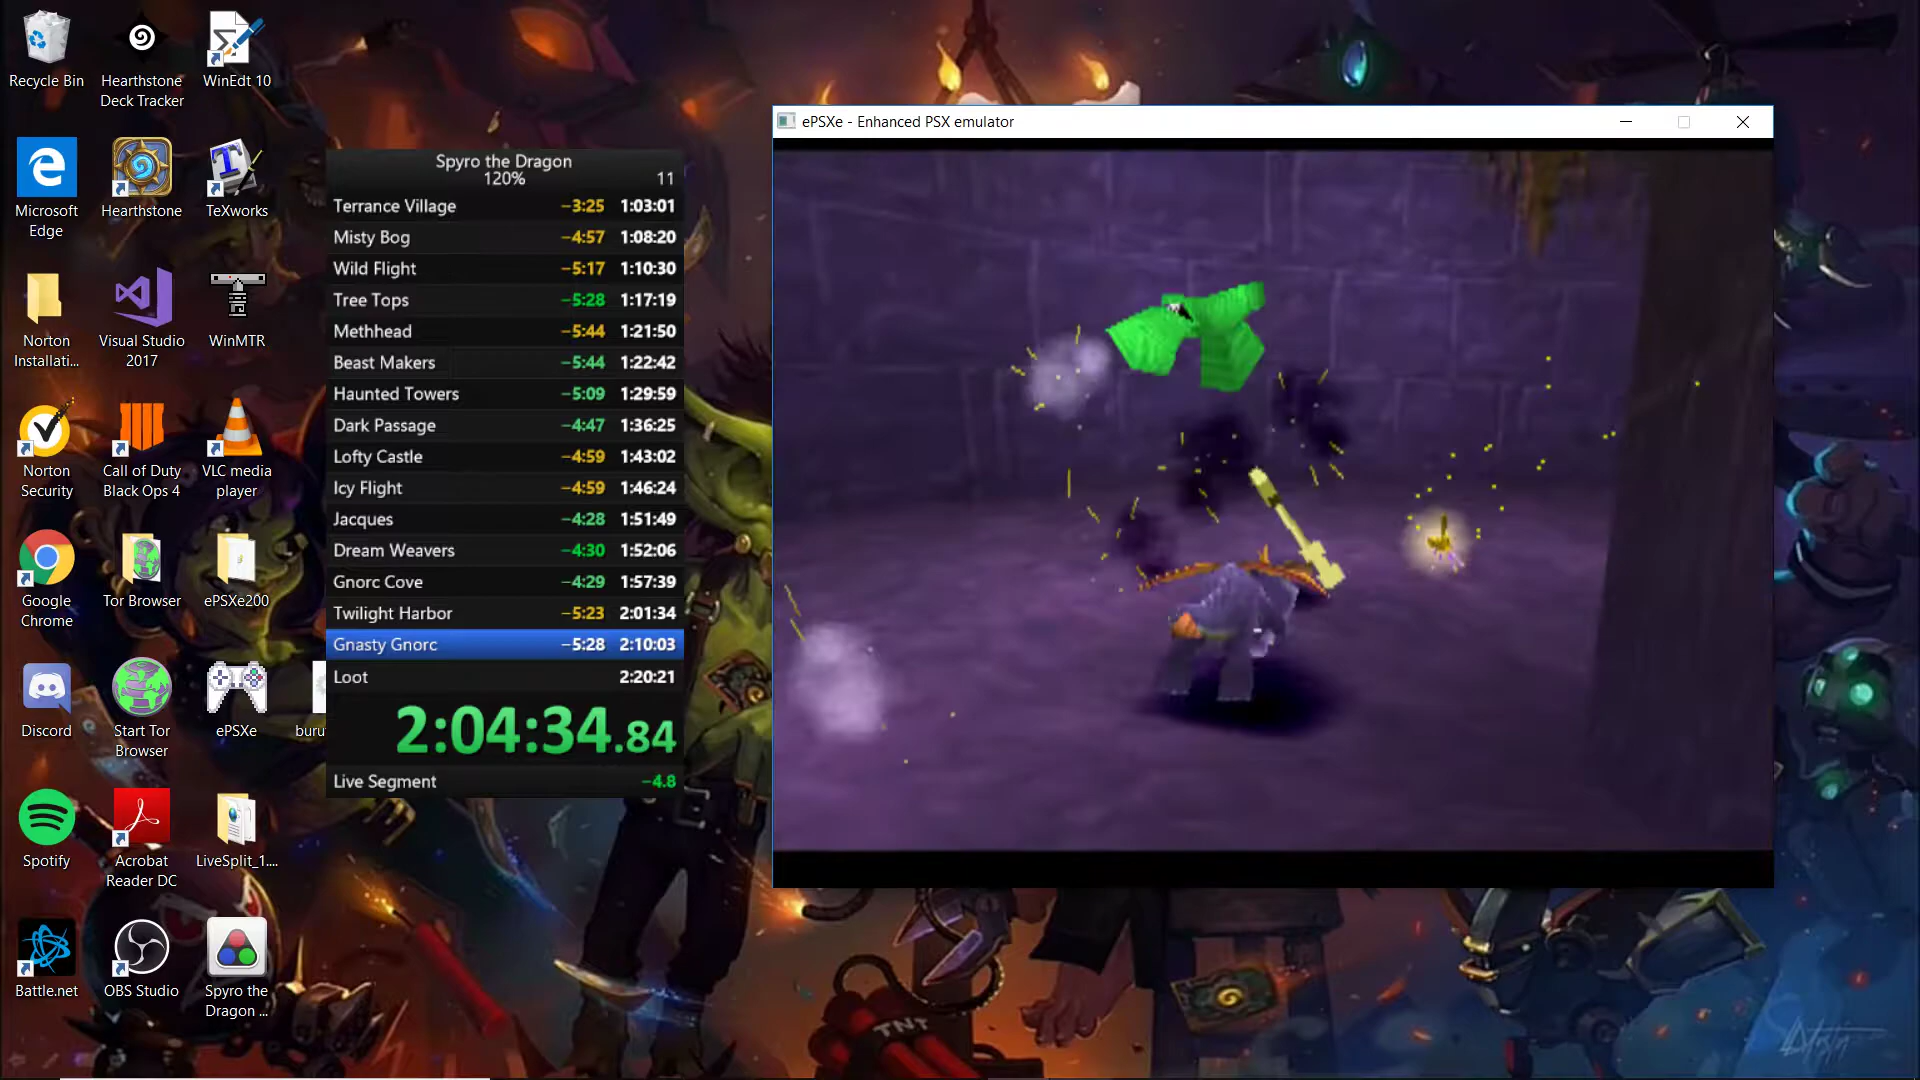 Recycle Bin
Hearthstone
Deck Tracker
WinEdt 10
Microsoft
Edge
Hearthstone
TeXworks
Norton
Installati...
Visual Studio
2017
WinMTR
Norton
Security
Call of Duty
Black Ops 4
VLC media
player
Google
Chrome
Tor Browser
ePSXe200
Discord
Start Tor
Browser
ePSXe
buru
Spotify
Acrobat
Reader DC
LiveSplit_1....
Battle.net
OBS Studio
Spyro the
Dragon ...
Spyro the Dragon
120% 11
Terrance Village −3:25 1:03:01
Misty Bog −4:57 1:08:20
Wild Flight −5:17 1:10:30
Tree Tops −5:28 1:17:19
Methhead −5:44 1:21:50
Beast Makers −5:44 1:22:42
Haunted Towers −5:09 1:29:59
Dark Passage −4:47 1:36:25
Lofty Castle −4:59 1:43:02
Icy Flight −4:59 1:46:24
Jacques −4:28 1:51:49
Dream Weavers −4:30 1:52:06
Gnorc Cove −4:29 1:57:39
Twilight Harbor −5:23 2:01:34
Gnasty Gnorc −5:28 2:10:03
Loot 2:20:21
2:04:34.84
Live Segment −4.8
ePSXe - Enhanced PSX emulator
TNT